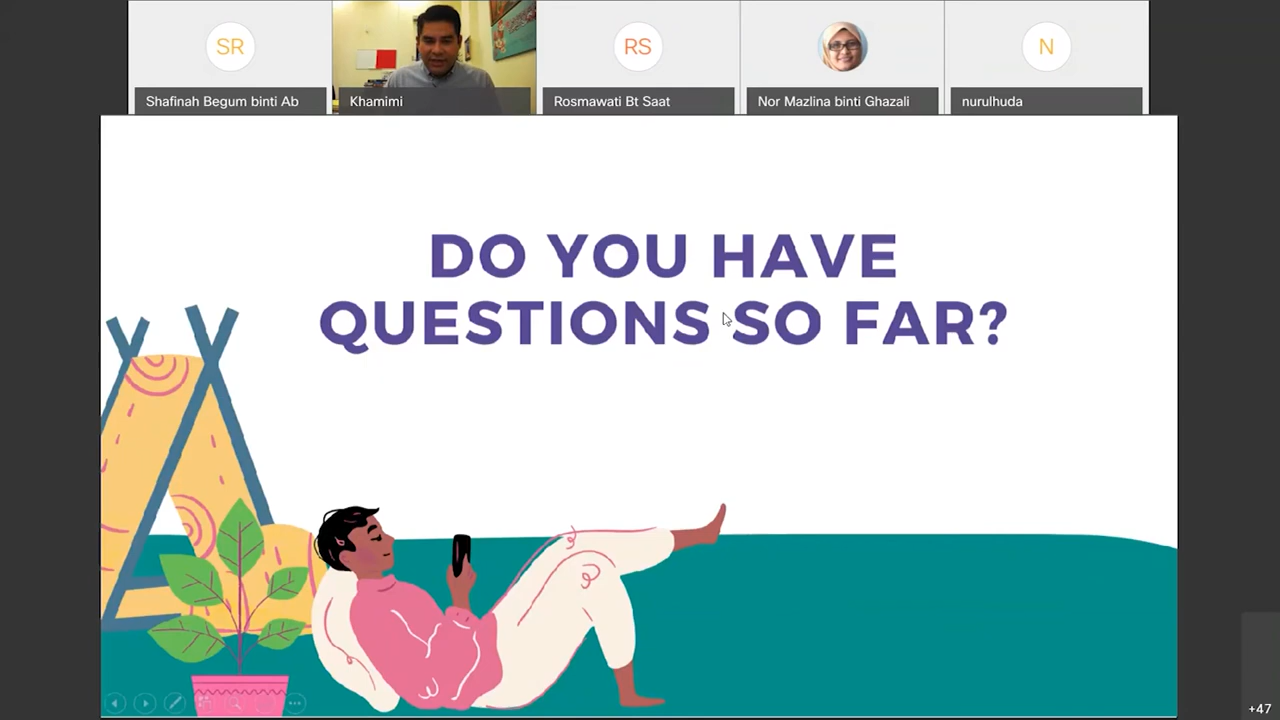 SR
RS
N
Shafinah Begum binti Ab
Khamimi
Rosmawati Bt Saat
Nor Mazlina binti Ghazali
nurulhuda
DO YOU HAVE
QUESTIONS SO FAR?
+47